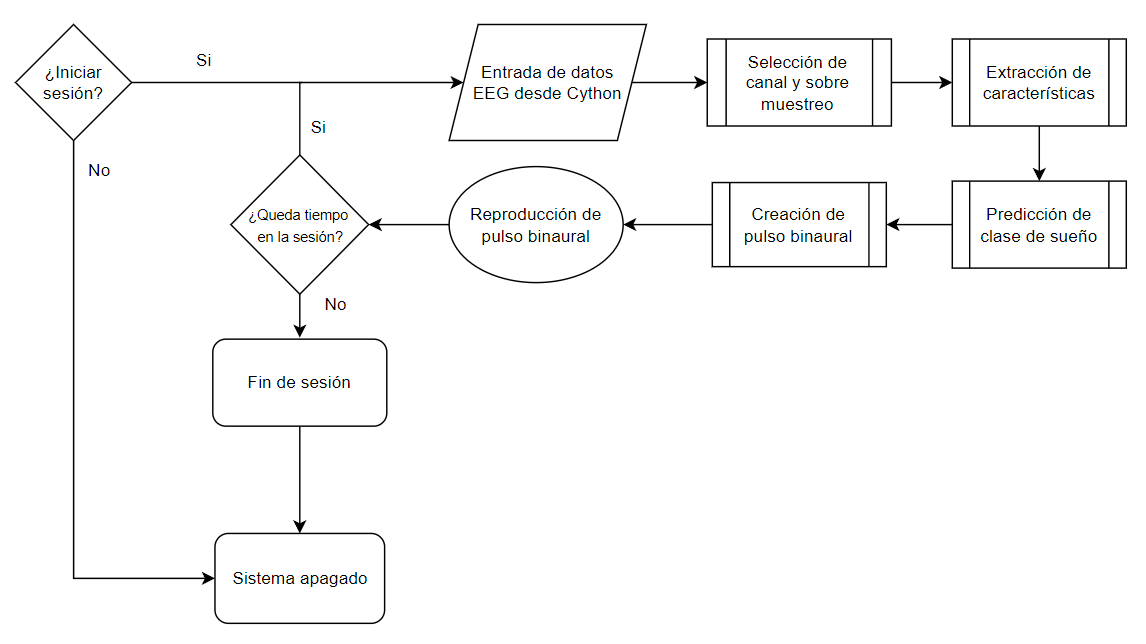 ¿Iniciar
sesión?
Si
Entrada de datos
EEG desde Cython
Selección de
canal y sobre
muestreo
Extracción de
características
No
Si
¿Queda tiempo
en la sesión?
Reproducción de
pulso binaural
Creación de
pulso binaural
Predicción de
clase de sueño
No
Fin de sesión
Sistema apagado